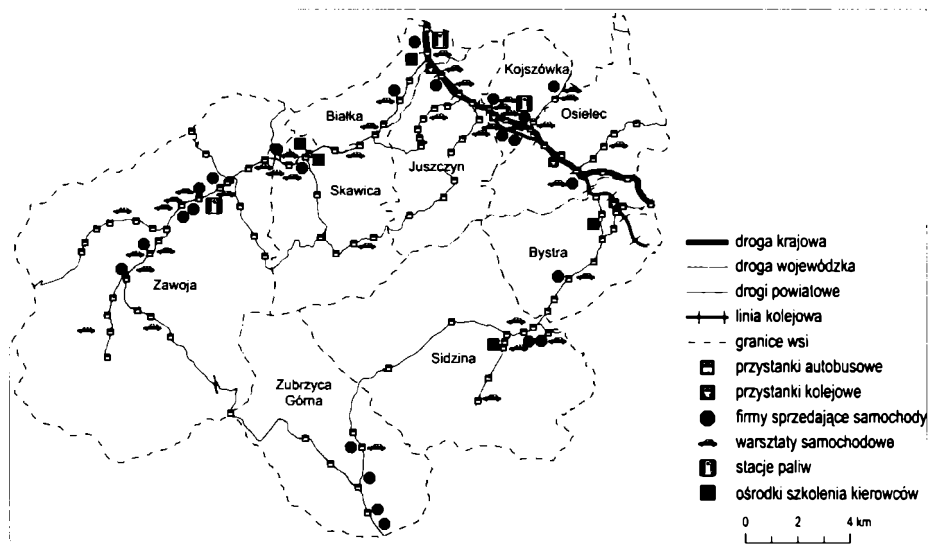 Kojszówka
Białka
Osielec
Juszczyn
Skawica
Bystra
Zawoja
Sidzina
Zubrzyca
Górna
droga krajowa
droga wojewódzka
drogi powiatowe
linia kolejowa
granice wsi
przystanki autobusowe
przystanki kolejowe
firmy sprzedające samochody
warsztaty samochodowe
stacje paliw
ośrodki szkolenia kierowców
0 2 4 km